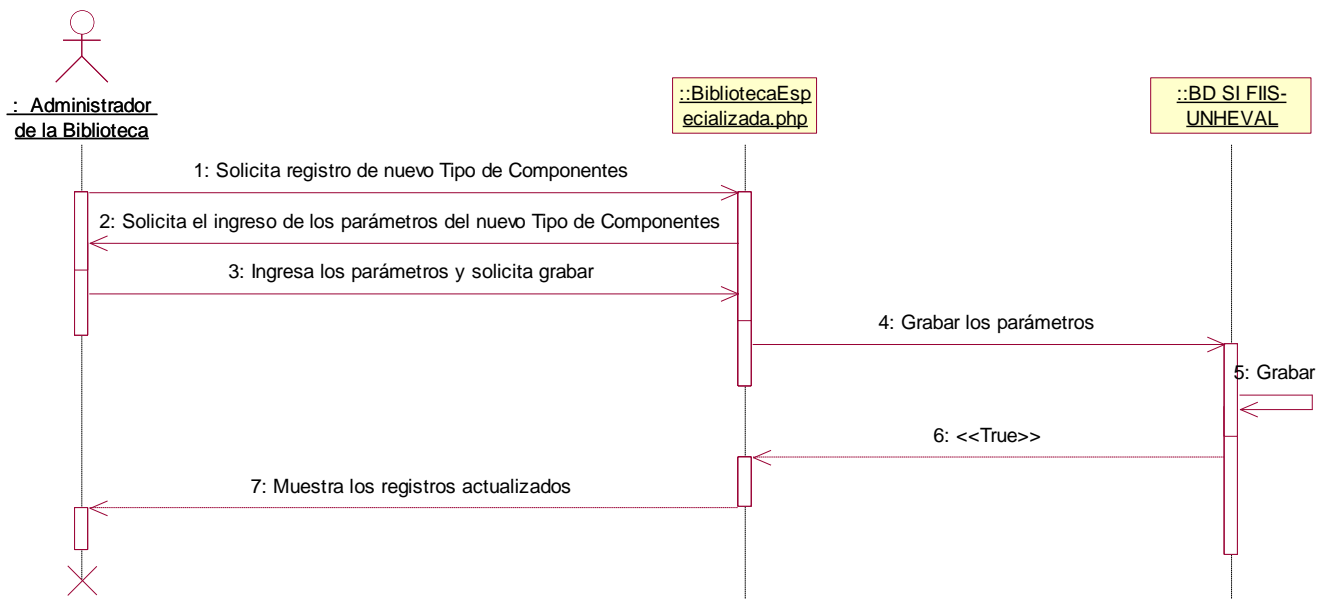 : Administrador
de la Biblioteca
::BibliotecaEsp
ecializada.php
::BD SI FIIS-
UNHEVAL
1: Solicita registro de nuevo Tipo de Componentes
2: Solicita el ingreso de los parámetros del nuevo Tipo de Componentes
3: Ingresa los parámetros y solicita grabar
4: Grabar los parámetros
5: Grabar
6: <<True>>
7: Muestra los registros actualizados